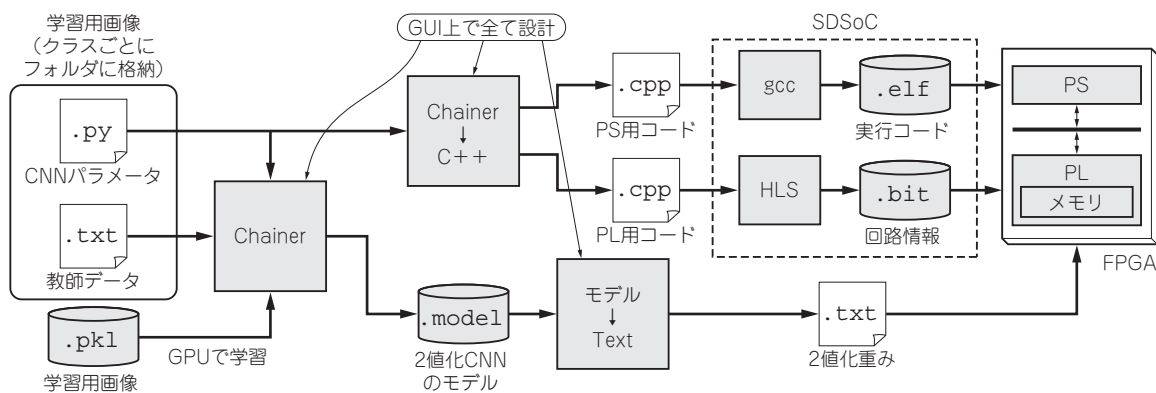 学習用画像
（クラスごとに
フォルダに格納）
.py
CNNパラメータ
.txt
教師データ
.pkl
学習用画像
GPUで学習
Chainer
GUI上で全て設計
Chainer
↓
C++
.model
2値化CNN
のモデル
モデル
↓
Text
.cpp
PS用コード
.cpp
PL用コード
SDSoC
gcc
.elf
実行コード
HLS
.bit
回路情報
.txt
2値化重み
PS
PL
メモリ
FPGA